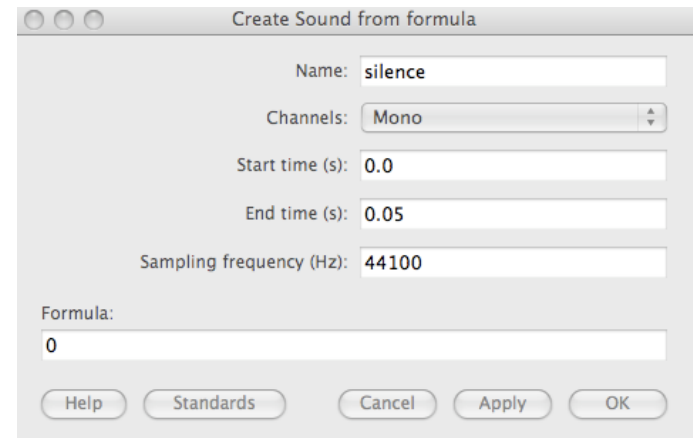 Create Sound from formula
Name: silence
Channels: Mono
Start time (s): 0.0
End time (s): 0.05
Sampling frequency (Hz): 44100
Formula:
0
Help Standards Cancel Apply OK